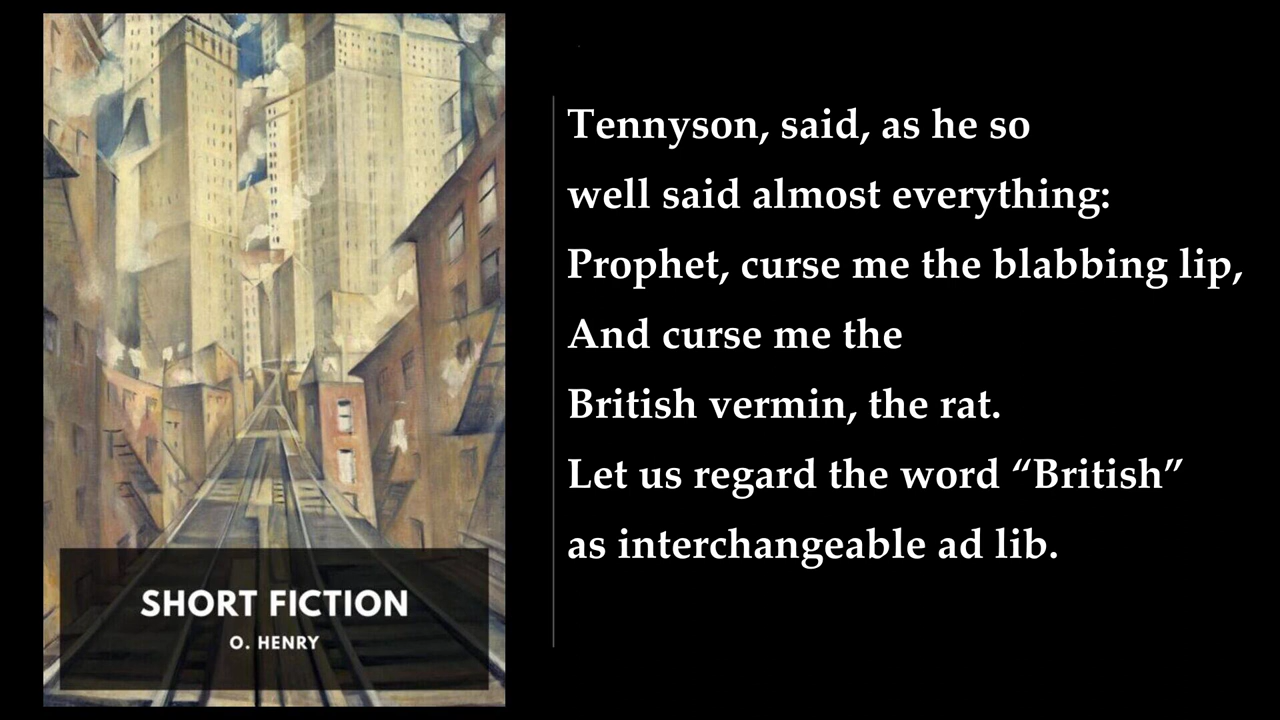 SHORT FICTION
O. HENRY
Tennyson, said, as he so
well said almost everything:
Prophet, curse me the blabbing lip,
And curse me the
British vermin, the rat.
Let us regard the word “British”
as interchangeable ad lib.